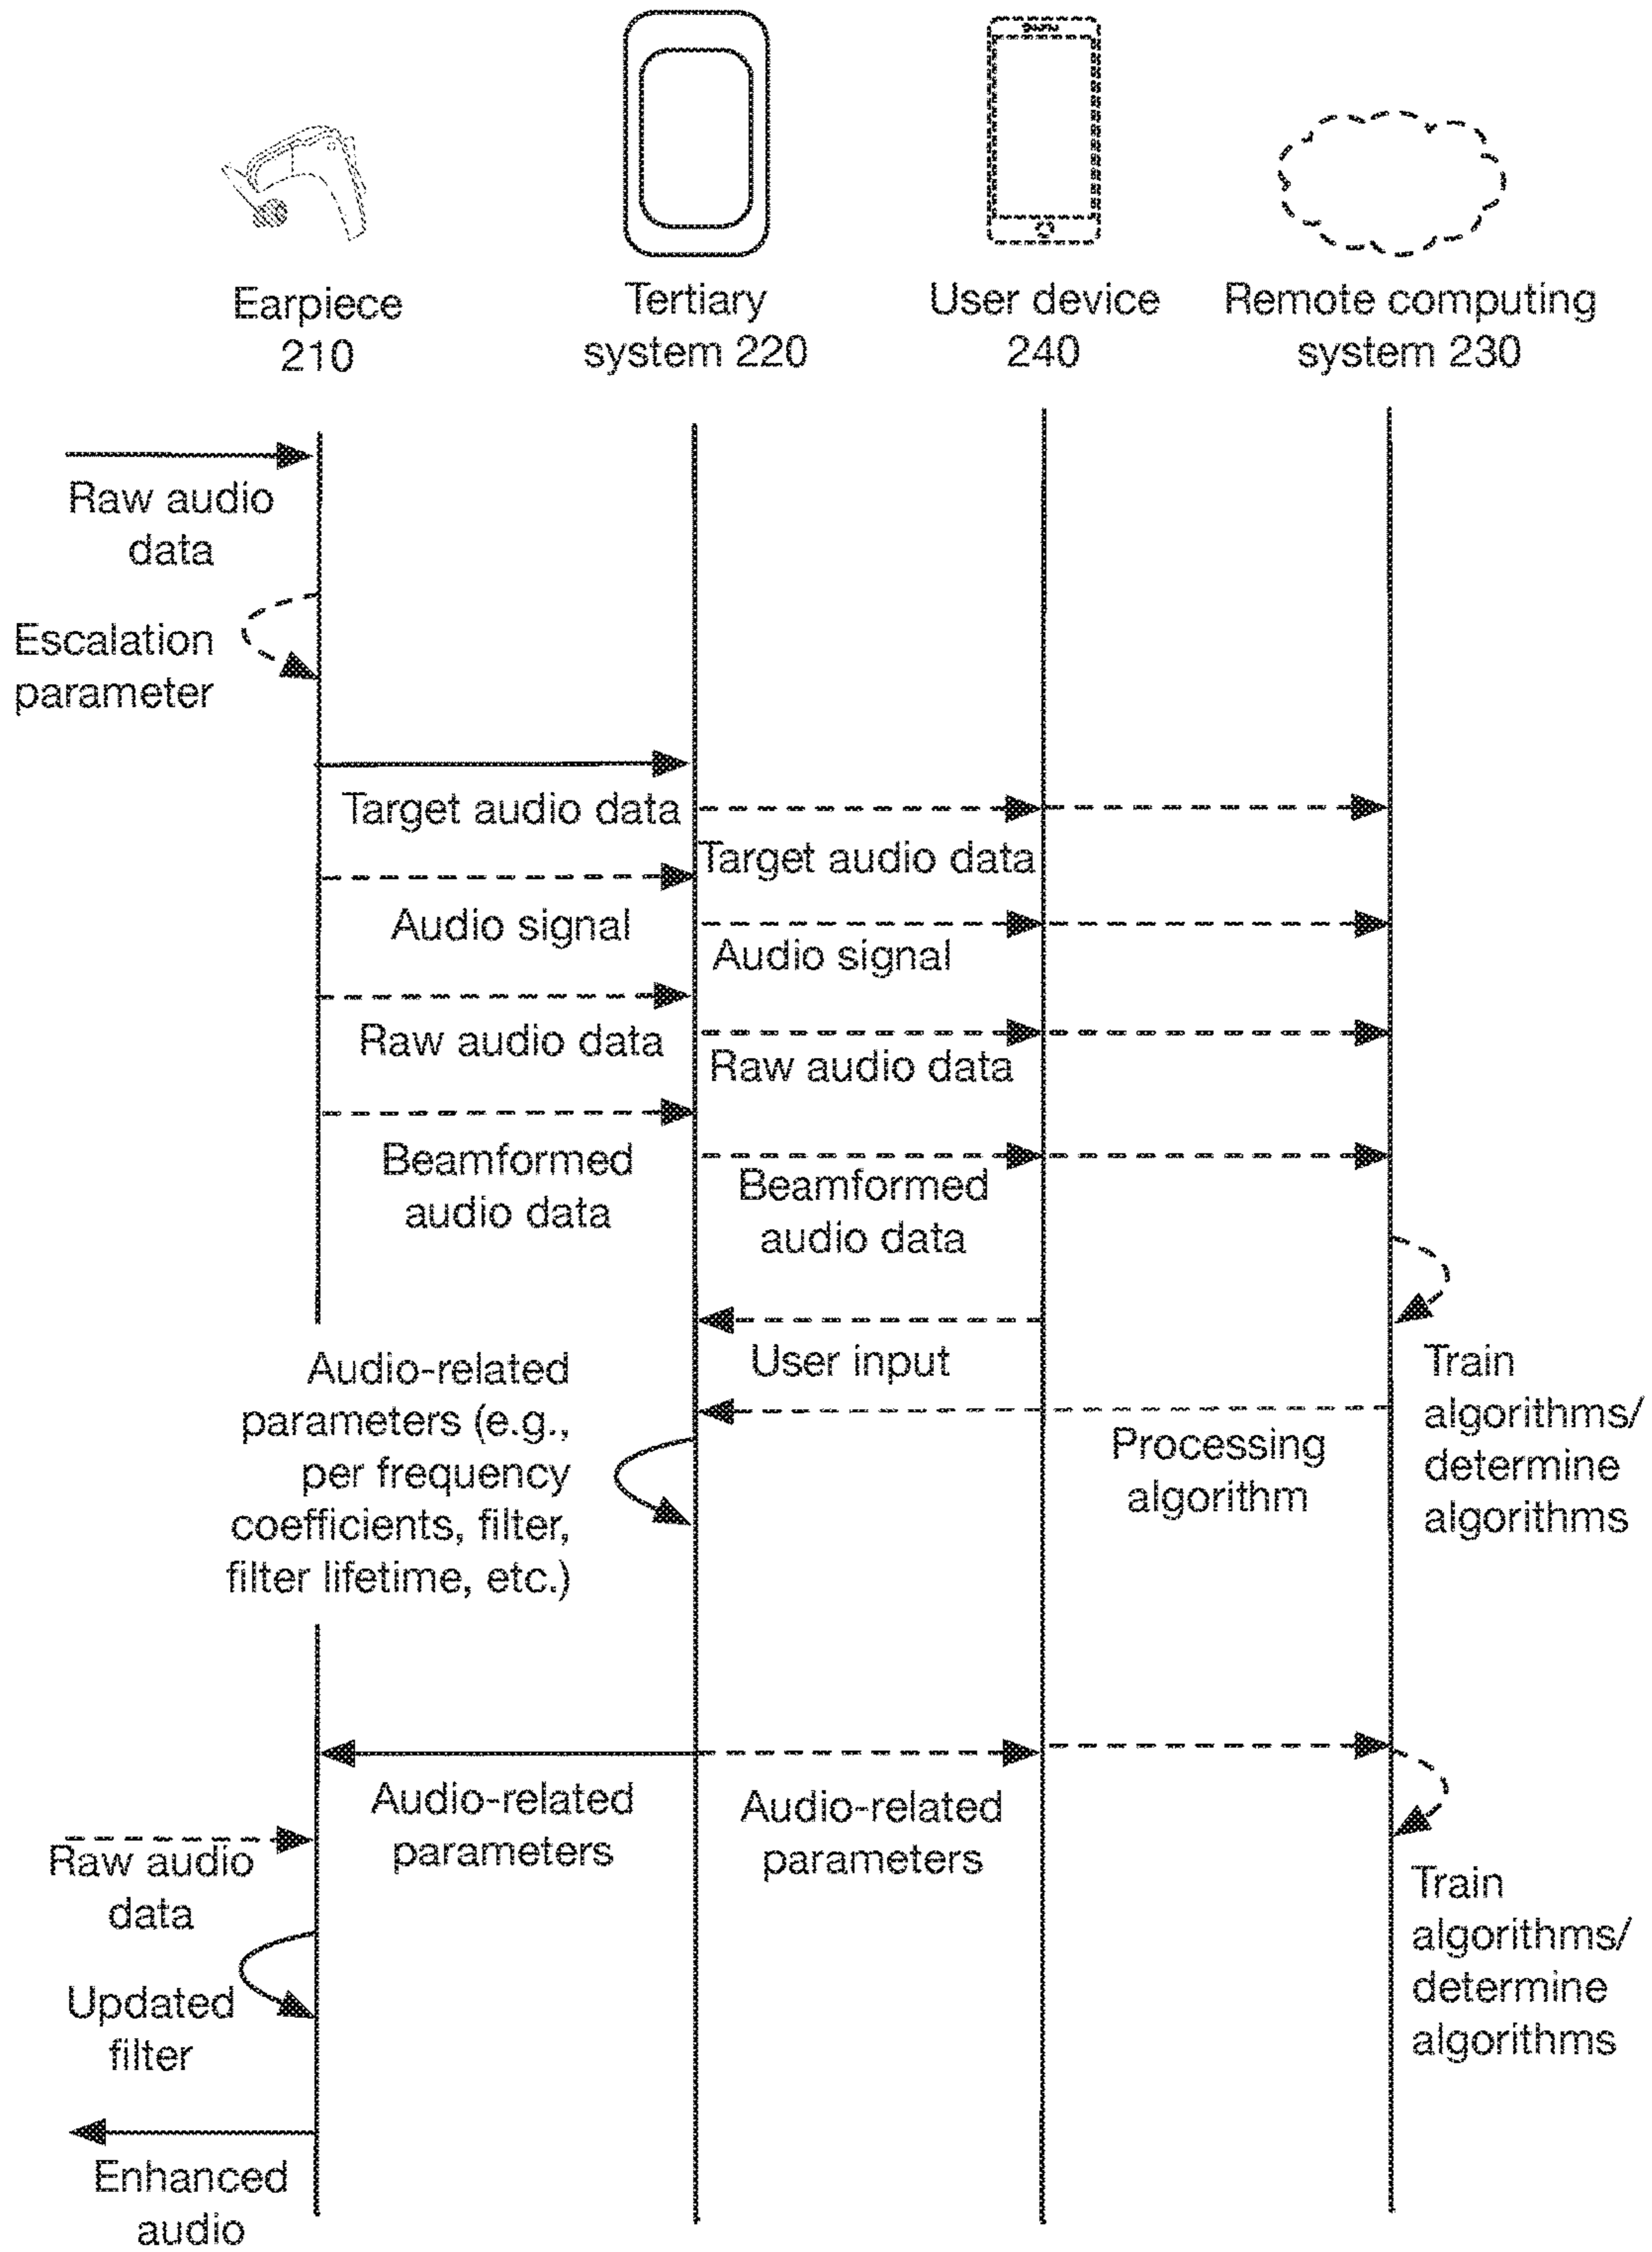 Earpiece
210
Tertiary
system 220
User device
240
Remote computing
system 230
Raw audio
data
Escalation
parameter
Target audio data
Target audio data
Audio signal
Audio signal
Raw audio data
Raw audio data
Beamformed
audio data
Beamformed
audio data
User input
Train
algorithms/
determine
algorithms
Processing
algorithm
Audio-related
parameters (e.g.,
per frequency
coefficients, filter,
filter lifetime, etc.)
Audio-related
parameters
Audio-related
parameters
Raw audio
data
Train
algorithms/
determine
algorithms
Updated
filter
Enhanced
audio